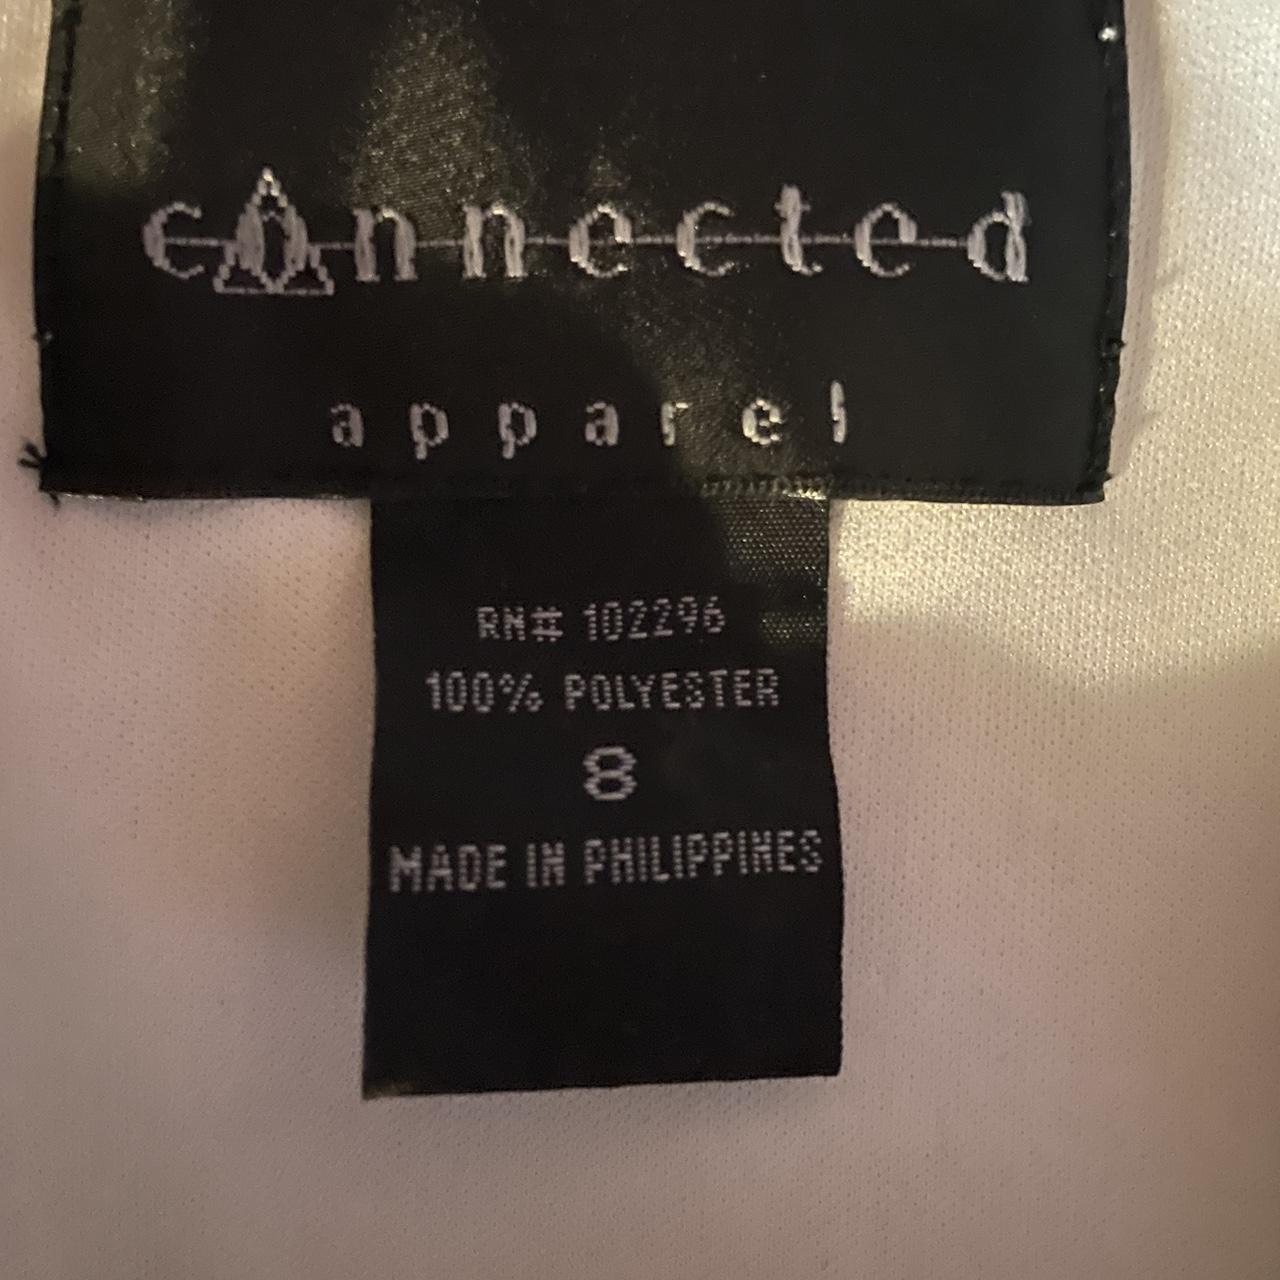 connected
apparel
RN# 102296
100% POLYESTER
8
MADE IN PHILIPPINES